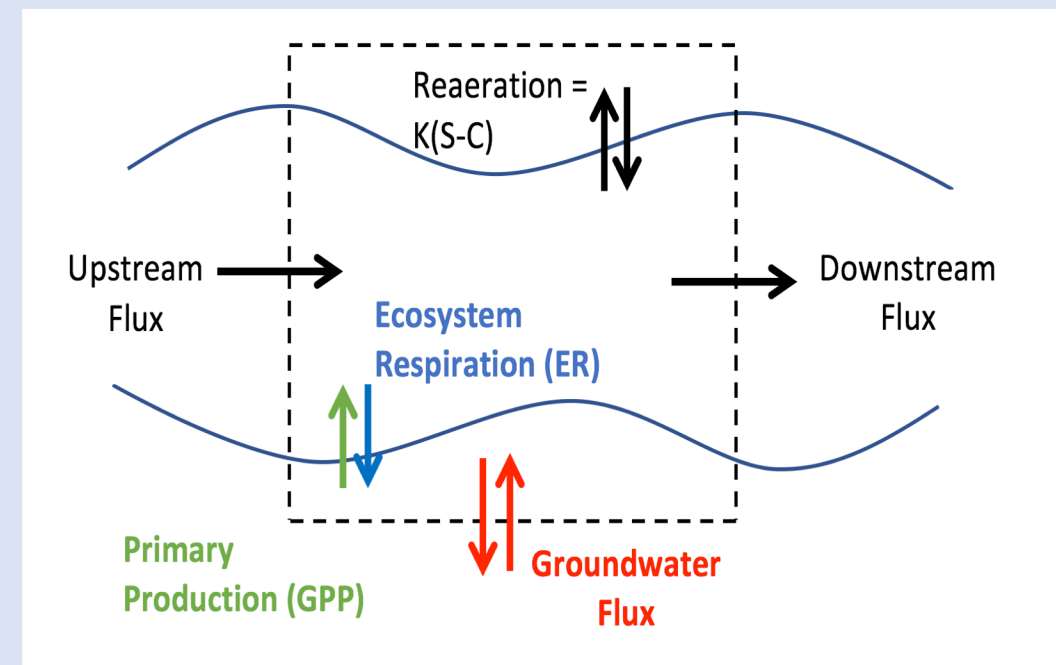 Reaeration =
K(S-C)
Upstream
Flux
Downstream
Flux
Ecosystem
Respiration (ER)
Primary
Production (GPP)
Groundwater
Flux